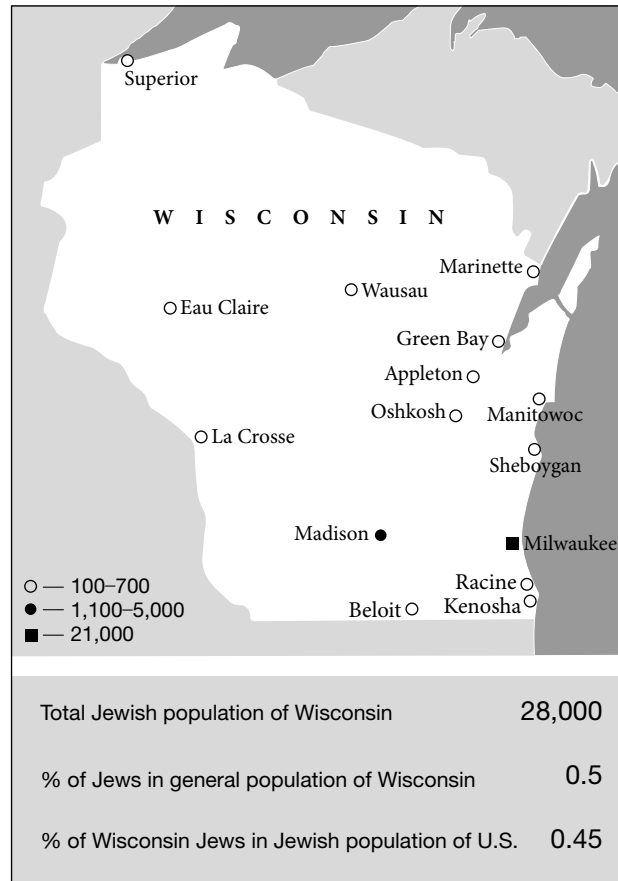 Superior
W I S C O N S I N
Marinette
Wausau
Eau Claire
Green Bay
Appleton
Oshkosh
Manitowoc
La Crosse
Sheboygan
Madison
Milwaukee
Racine
Kenosha
Beloit
— 100–700
— 1,100–5,000
— 21,000
Total Jewish population of Wisconsin 28,000
% of Jews in general population of Wisconsin 0.5
% of Wisconsin Jews in Jewish population of U.S. 0.45